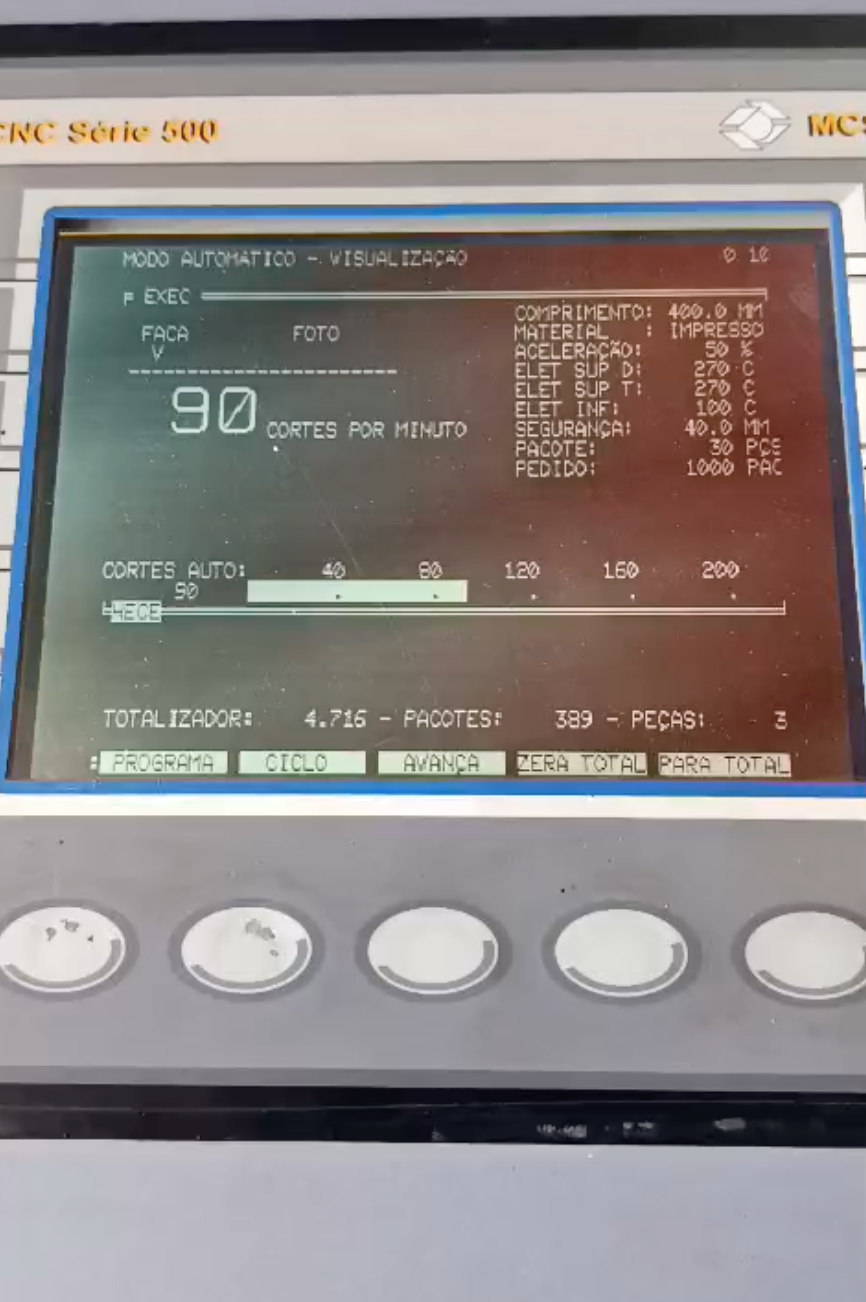 CNC Série 500
MCS
MODO AUTOMATICO - VISUALIZAÇÃO 0 10
EXEC
FACA FOTO
V
90 CORTES POR MINUTO
COMPRIMENTO: 400.0 MM
MATERIAL : IMPRESSO
ACELERAÇÃO: 50 %
ELET SUP D: 270 C
ELET SUP T: 270 C
ELET INF: 100 C
SEGURANÇA: 40.0 MM
PACOTE: 30 PÇS
PEDIDO: 1000 PAC
CORTES AUTO: 40 80 120 160 200
90
TOTALIZADOR: 4.716 - PACOTES: 389 - PEÇAS: 3
PROGRAMA CICLO AVANÇA ZERA TOTAL PARA TOTAL